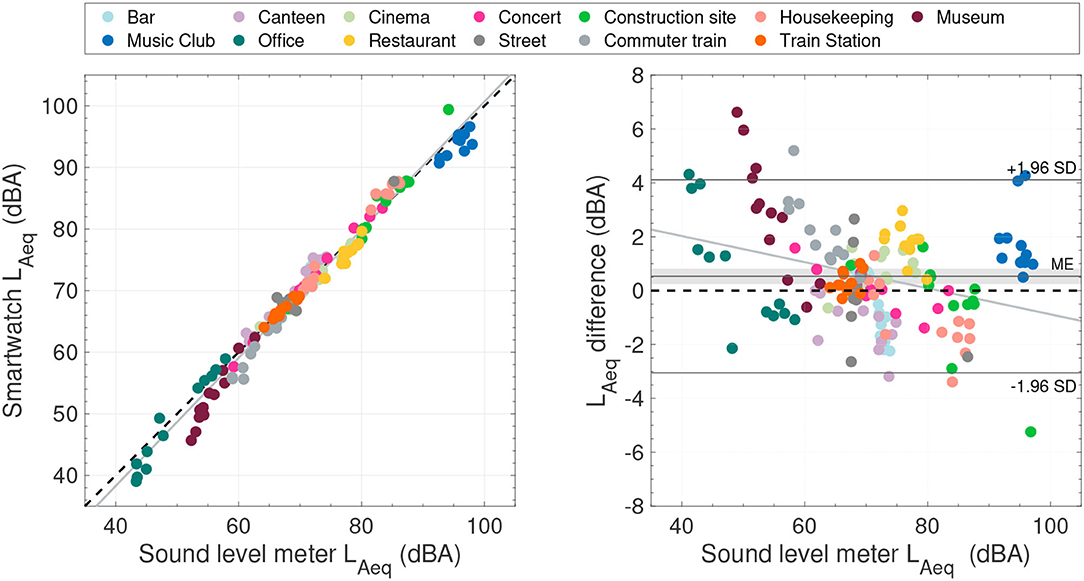 Bar Canteen Cinema Concert Construction site Housekeeping Museum
Music Club Office Restaurant Street Commuter train Train Station
100
90
80
70
60
50
40
Smartwatch LAeq (dBA)
40 60 80 100
Sound level meter LAeq (dBA)
8
6
4
2
0
-2
-4
-6
-8
LAeq difference (dBA)
+1.96 SD
ME
-1.96 SD
40 60 80 100
Sound level meter LAeq (dBA)